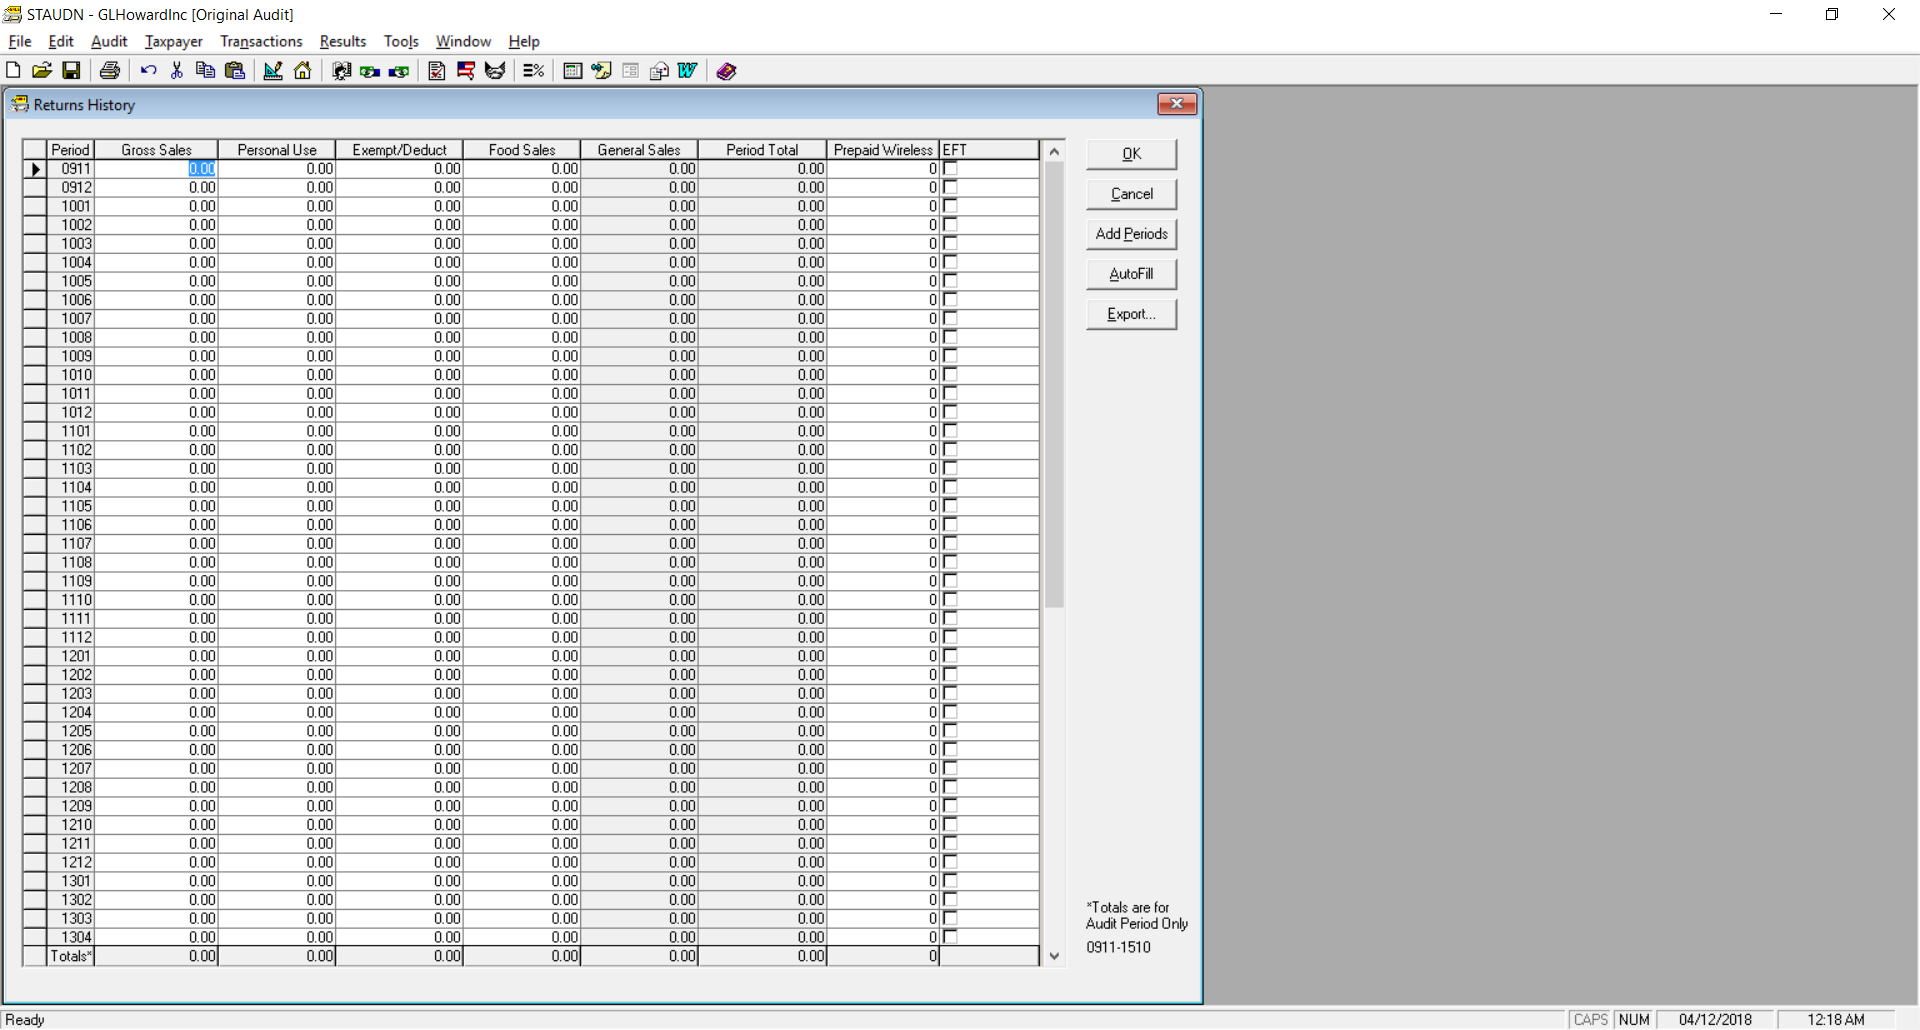 STAUDN - GLHowardInc [Original Audit]
File Edit Audit Taxpayer Transactions Results Tools Window Help
Returns History
Period Gross Sales Personal Use Exempt/Deduct Food Sales General Sales Period Total Prepaid Wireless EFT
0911 0.00 0.00 0.00 0.00 0.00 0.00 0
0912 0.00 0.00 0.00 0.00 0.00 0.00 0
1001 0.00 0.00 0.00 0.00 0.00 0.00 0
1002 0.00 0.00 0.00 0.00 0.00 0.00 0
1003 0.00 0.00 0.00 0.00 0.00 0.00 0
1004 0.00 0.00 0.00 0.00 0.00 0.00 0
1005 0.00 0.00 0.00 0.00 0.00 0.00 0
1006 0.00 0.00 0.00 0.00 0.00 0.00 0
1007 0.00 0.00 0.00 0.00 0.00 0.00 0
1008 0.00 0.00 0.00 0.00 0.00 0.00 0
1009 0.00 0.00 0.00 0.00 0.00 0.00 0
1010 0.00 0.00 0.00 0.00 0.00 0.00 0
1011 0.00 0.00 0.00 0.00 0.00 0.00 0
1012 0.00 0.00 0.00 0.00 0.00 0.00 0
1101 0.00 0.00 0.00 0.00 0.00 0.00 0
1102 0.00 0.00 0.00 0.00 0.00 0.00 0
1103 0.00 0.00 0.00 0.00 0.00 0.00 0
1104 0.00 0.00 0.00 0.00 0.00 0.00 0
1105 0.00 0.00 0.00 0.00 0.00 0.00 0
1106 0.00 0.00 0.00 0.00 0.00 0.00 0
1107 0.00 0.00 0.00 0.00 0.00 0.00 0
1108 0.00 0.00 0.00 0.00 0.00 0.00 0
1109 0.00 0.00 0.00 0.00 0.00 0.00 0
1110 0.00 0.00 0.00 0.00 0.00 0.00 0
1111 0.00 0.00 0.00 0.00 0.00 0.00 0
1112 0.00 0.00 0.00 0.00 0.00 0.00 0
1201 0.00 0.00 0.00 0.00 0.00 0.00 0
1202 0.00 0.00 0.00 0.00 0.00 0.00 0
1203 0.00 0.00 0.00 0.00 0.00 0.00 0
1204 0.00 0.00 0.00 0.00 0.00 0.00 0
1205 0.00 0.00 0.00 0.00 0.00 0.00 0
1206 0.00 0.00 0.00 0.00 0.00 0.00 0
1207 0.00 0.00 0.00 0.00 0.00 0.00 0
1208 0.00 0.00 0.00 0.00 0.00 0.00 0
1209 0.00 0.00 0.00 0.00 0.00 0.00 0
1210 0.00 0.00 0.00 0.00 0.00 0.00 0
1211 0.00 0.00 0.00 0.00 0.00 0.00 0
1212 0.00 0.00 0.00 0.00 0.00 0.00 0
1301 0.00 0.00 0.00 0.00 0.00 0.00 0
1302 0.00 0.00 0.00 0.00 0.00 0.00 0
1303 0.00 0.00 0.00 0.00 0.00 0.00 0
1304 0.00 0.00 0.00 0.00 0.00 0.00 0
Totals* 0.00 0.00 0.00 0.00 0.00 0.00 0
OK
Cancel
Add Periods
AutoFill
Export...
*Totals are for
Audit Period Only
0911-1510
Ready CAPS NUM 04/12/2018 12:18 AM